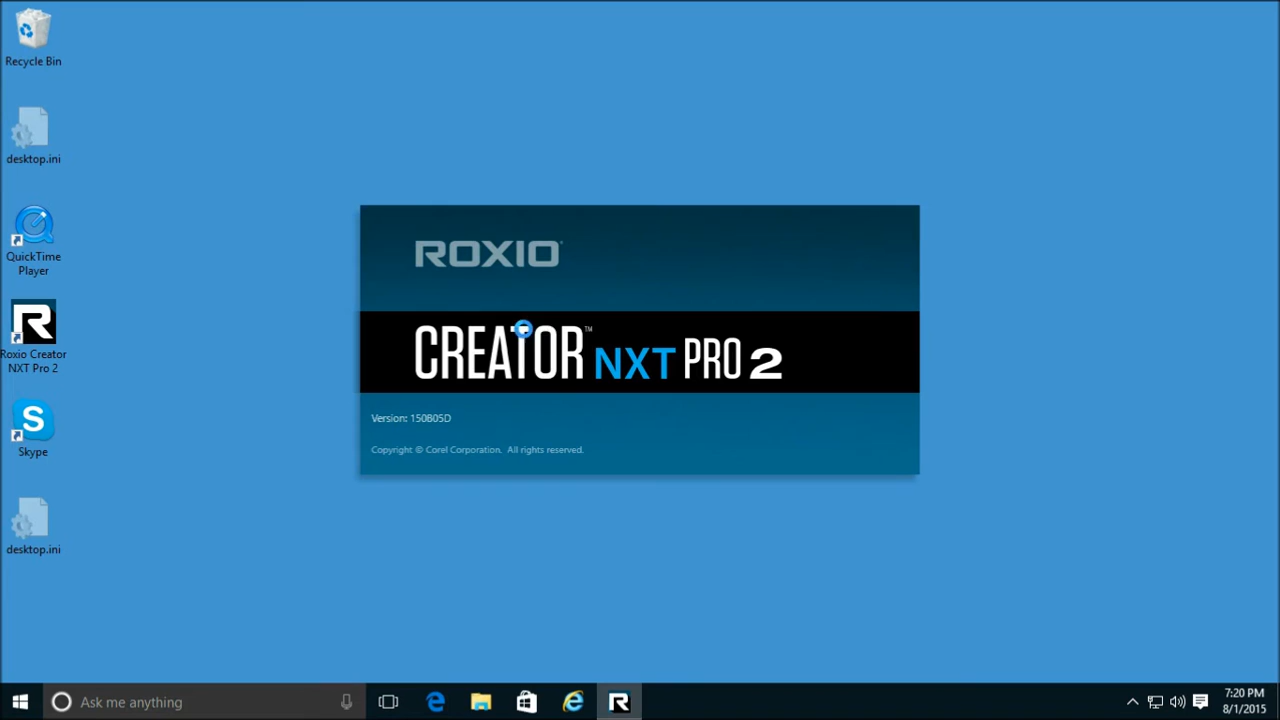 Recycle Bin
desktop.ini
QuickTime
Player
Roxio Creator
NXT Pro 2
Skype
desktop.ini
ROXIO®
CREATOR™ NXT PRO 2
Version: 150B05D
Copyright © Corel Corporation. All rights reserved.
Ask me anything
7:20 PM
8/1/2015